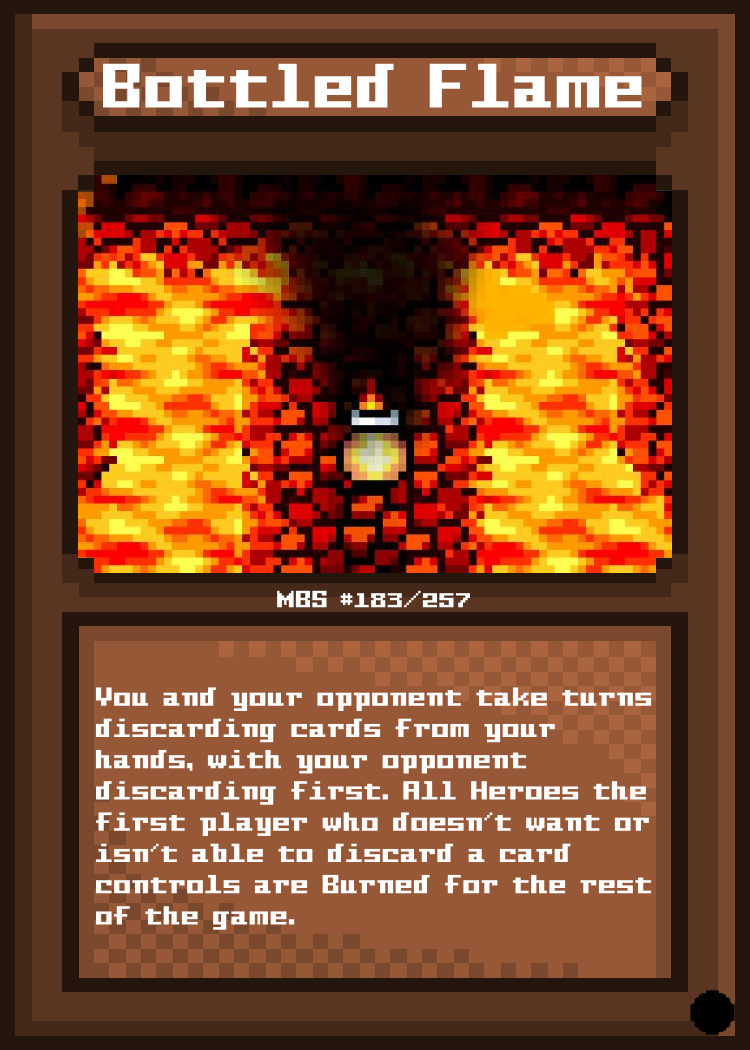 Bottled Flame
MBS #183/257
You and your opponent take turns
discarding cards from your
hands, with your opponent
discarding first. All Heroes the
first player who doesn't want or
isn't able to discard a card
controls are Burned for the rest
of the game.